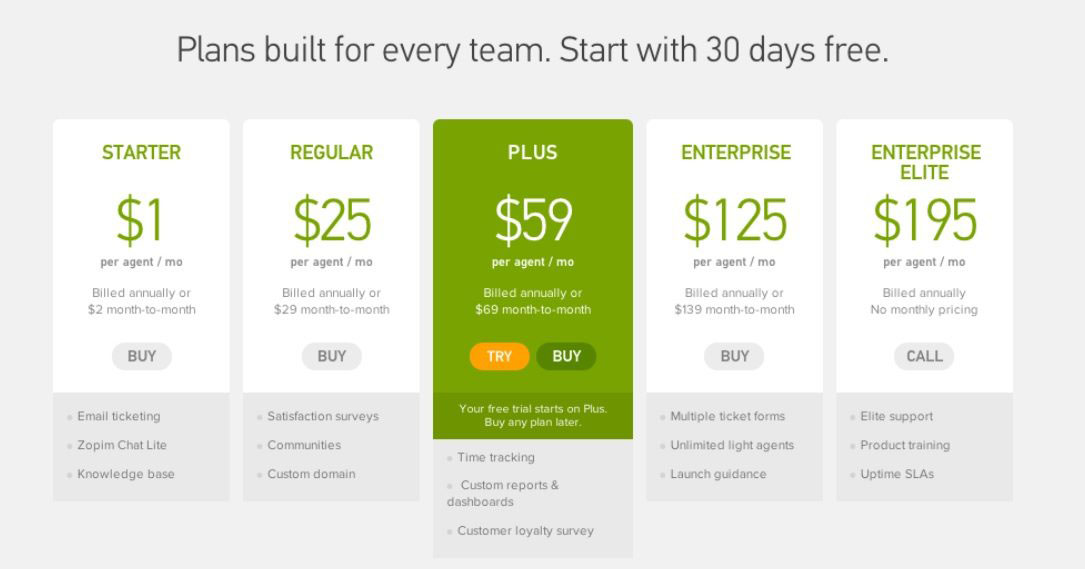 Plans built for every team. Start with 30 days free.
STARTER
$1
per agent / mo
Billed annually or
$2 month-to-month
BUY
Email ticketing
Zopim Chat Lite
Knowledge base
REGULAR
$25
per agent / mo
Billed annually or
$29 month-to-month
BUY
Satisfaction surveys
Communities
Custom domain
PLUS
$59
per agent / mo
Billed annually or
$69 month-to-month
TRY BUY
Your free trial starts on Plus.
Buy any plan later.
Time tracking
Custom reports &
dashboards
Customer loyalty survey
ENTERPRISE
$125
per agent / mo
Billed annually or
$139 month-to-month
BUY
Multiple ticket forms
Unlimited light agents
Launch guidance
ENTERPRISE
ELITE
$195
per agent / mo
Billed annually
No monthly pricing
CALL
Elite support
Product training
Uptime SLAs